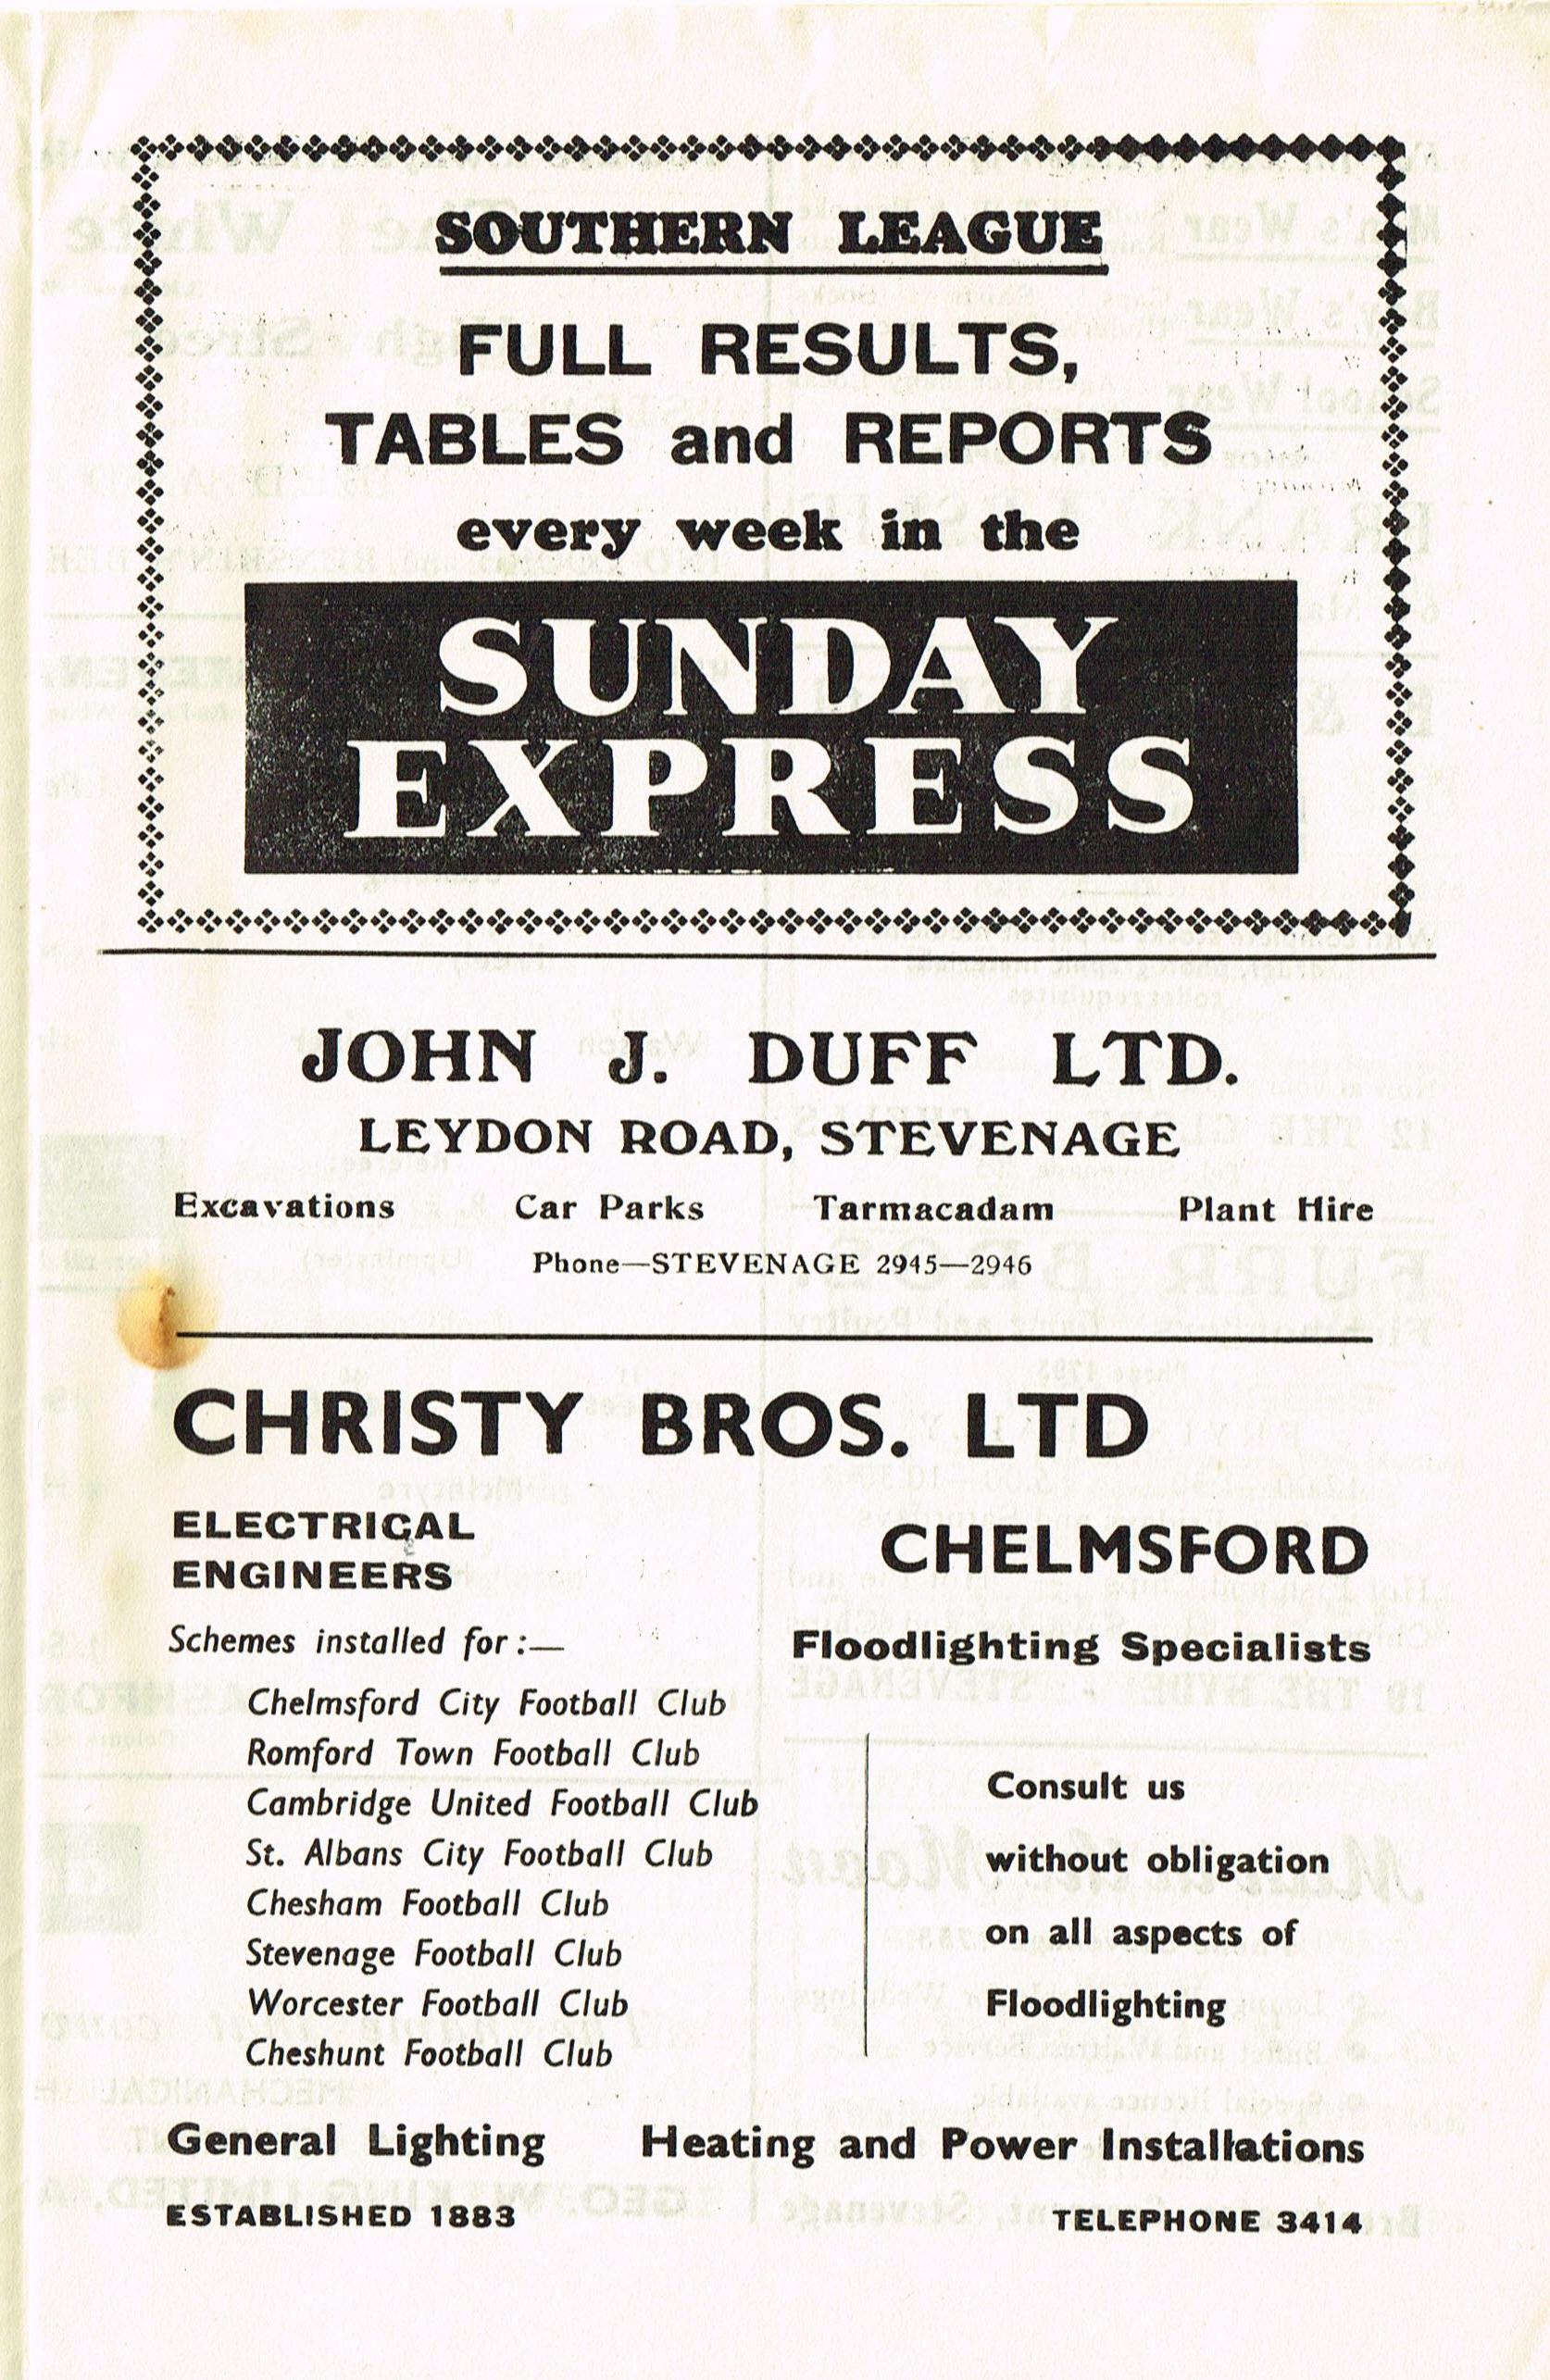 SOUTHERN LEAGUE
FULL RESULTS,
TABLES and REPORTS
every week in the
SUNDAY
EXPRESS
JOHN J. DUFF LTD.
LEYDON ROAD, STEVENAGE
Excavations Car Parks Tarmacadam Plant Hire
Phone—STEVENAGE 2945—2946
CHRISTY BROS. LTD
ELECTRICAL
ENGINEERS
CHELMSFORD
Schemes installed for :—
Floodlighting Specialists
Chelmsford City Football Club
Romford Town Football Club
Cambridge United Football Club
St. Albans City Football Club
Chesham Football Club
Stevenage Football Club
Worcester Football Club
Cheshunt Football Club
Consult us
without obligation
on all aspects of
Floodlighting
General Lighting Heating and Power Installations
ESTABLISHED 1883 TELEPHONE 3414